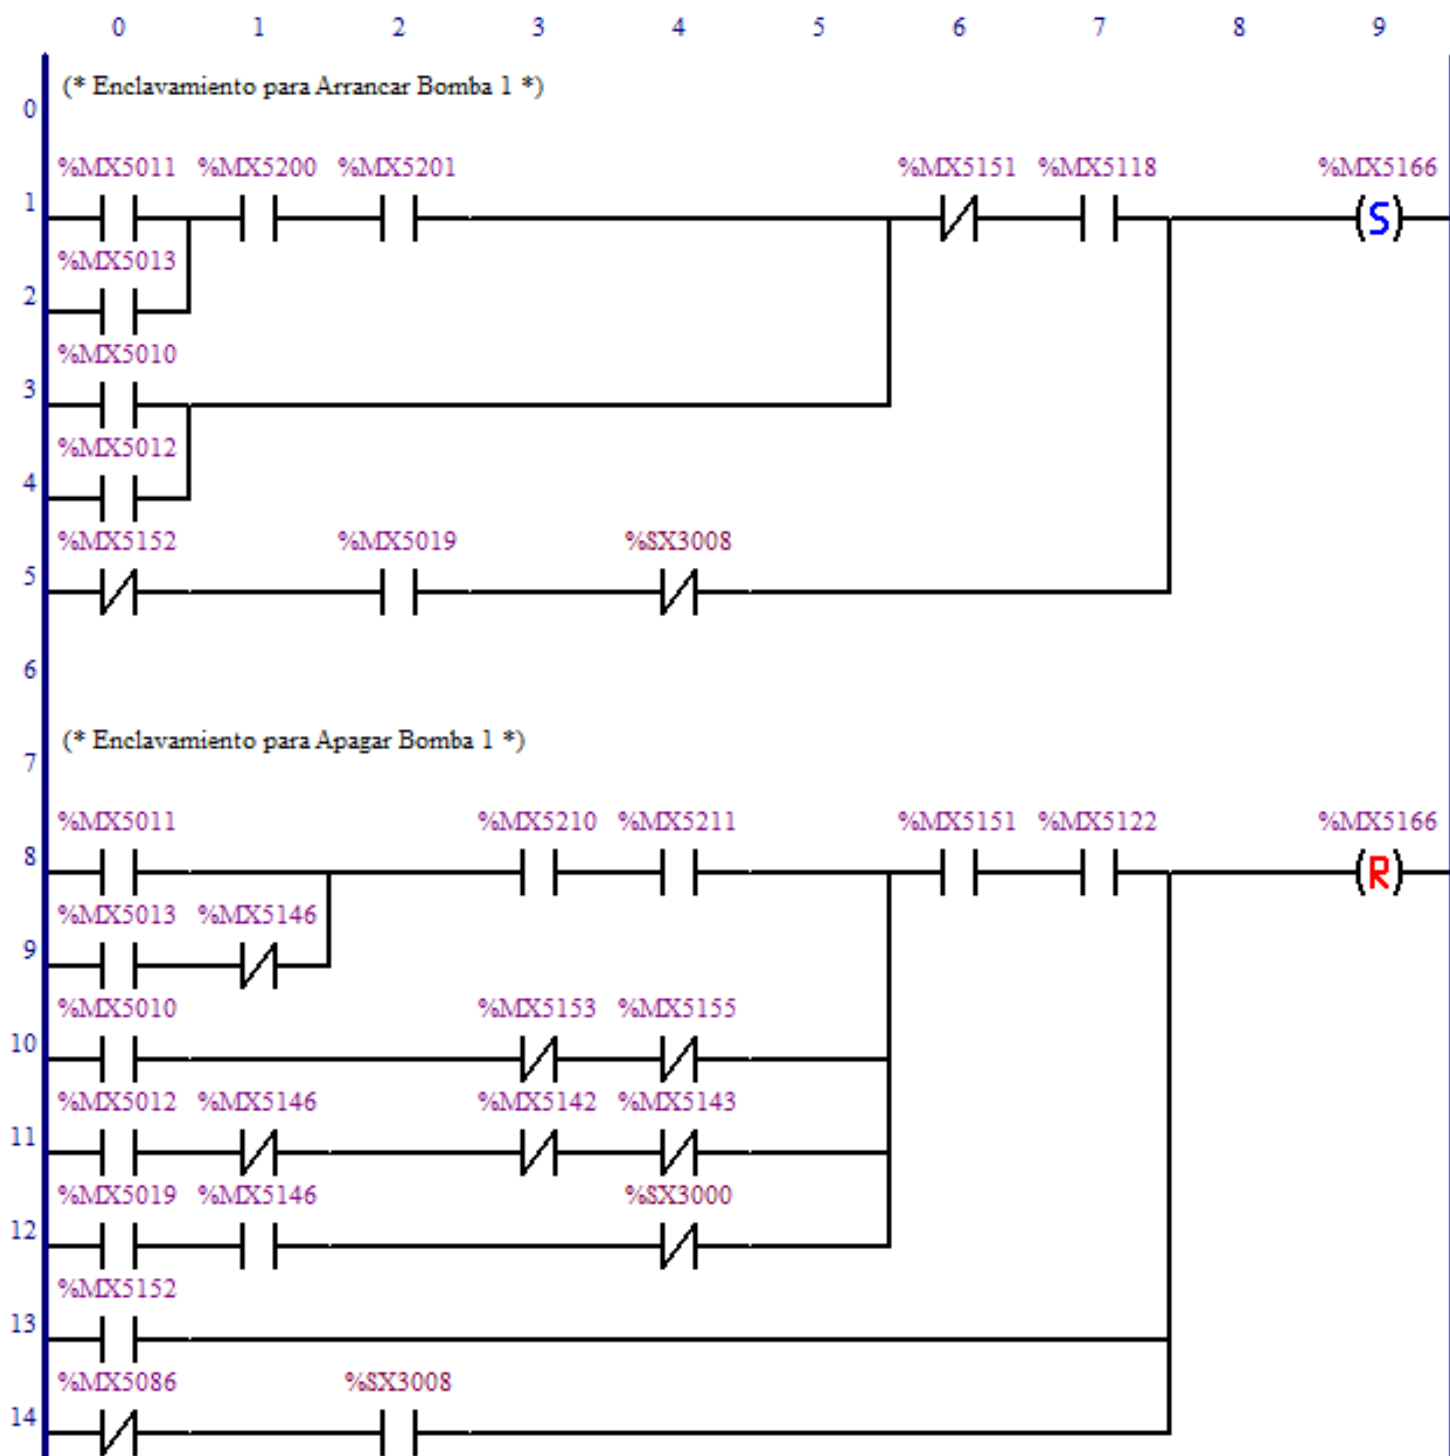 0 1 2 3 4 5 6 7 8 9
(* Enclavamiento para Arrancar Bomba 1 *)
0
%MX5011 %MX5200 %MX5201 %MX5151 %MX5118 %MX5166
1 (S)
%MX5013
2
%MX5010
3
%MX5012
4
%MX5152 %MX5019 %SX3008
5
6
(* Enclavamiento para Apagar Bomba 1 *)
7
%MX5011 %MX5210 %MX5211 %MX5151 %MX5122 %MX5166
8 (R)
%MX5013 %MX5146
9
%MX5010 %MX5153 %MX5155
10
%MX5012 %MX5146 %MX5142 %MX5143
11
%MX5019 %MX5146 %SX3000
12
%MX5152
13
%MX5086 %SX3008
14